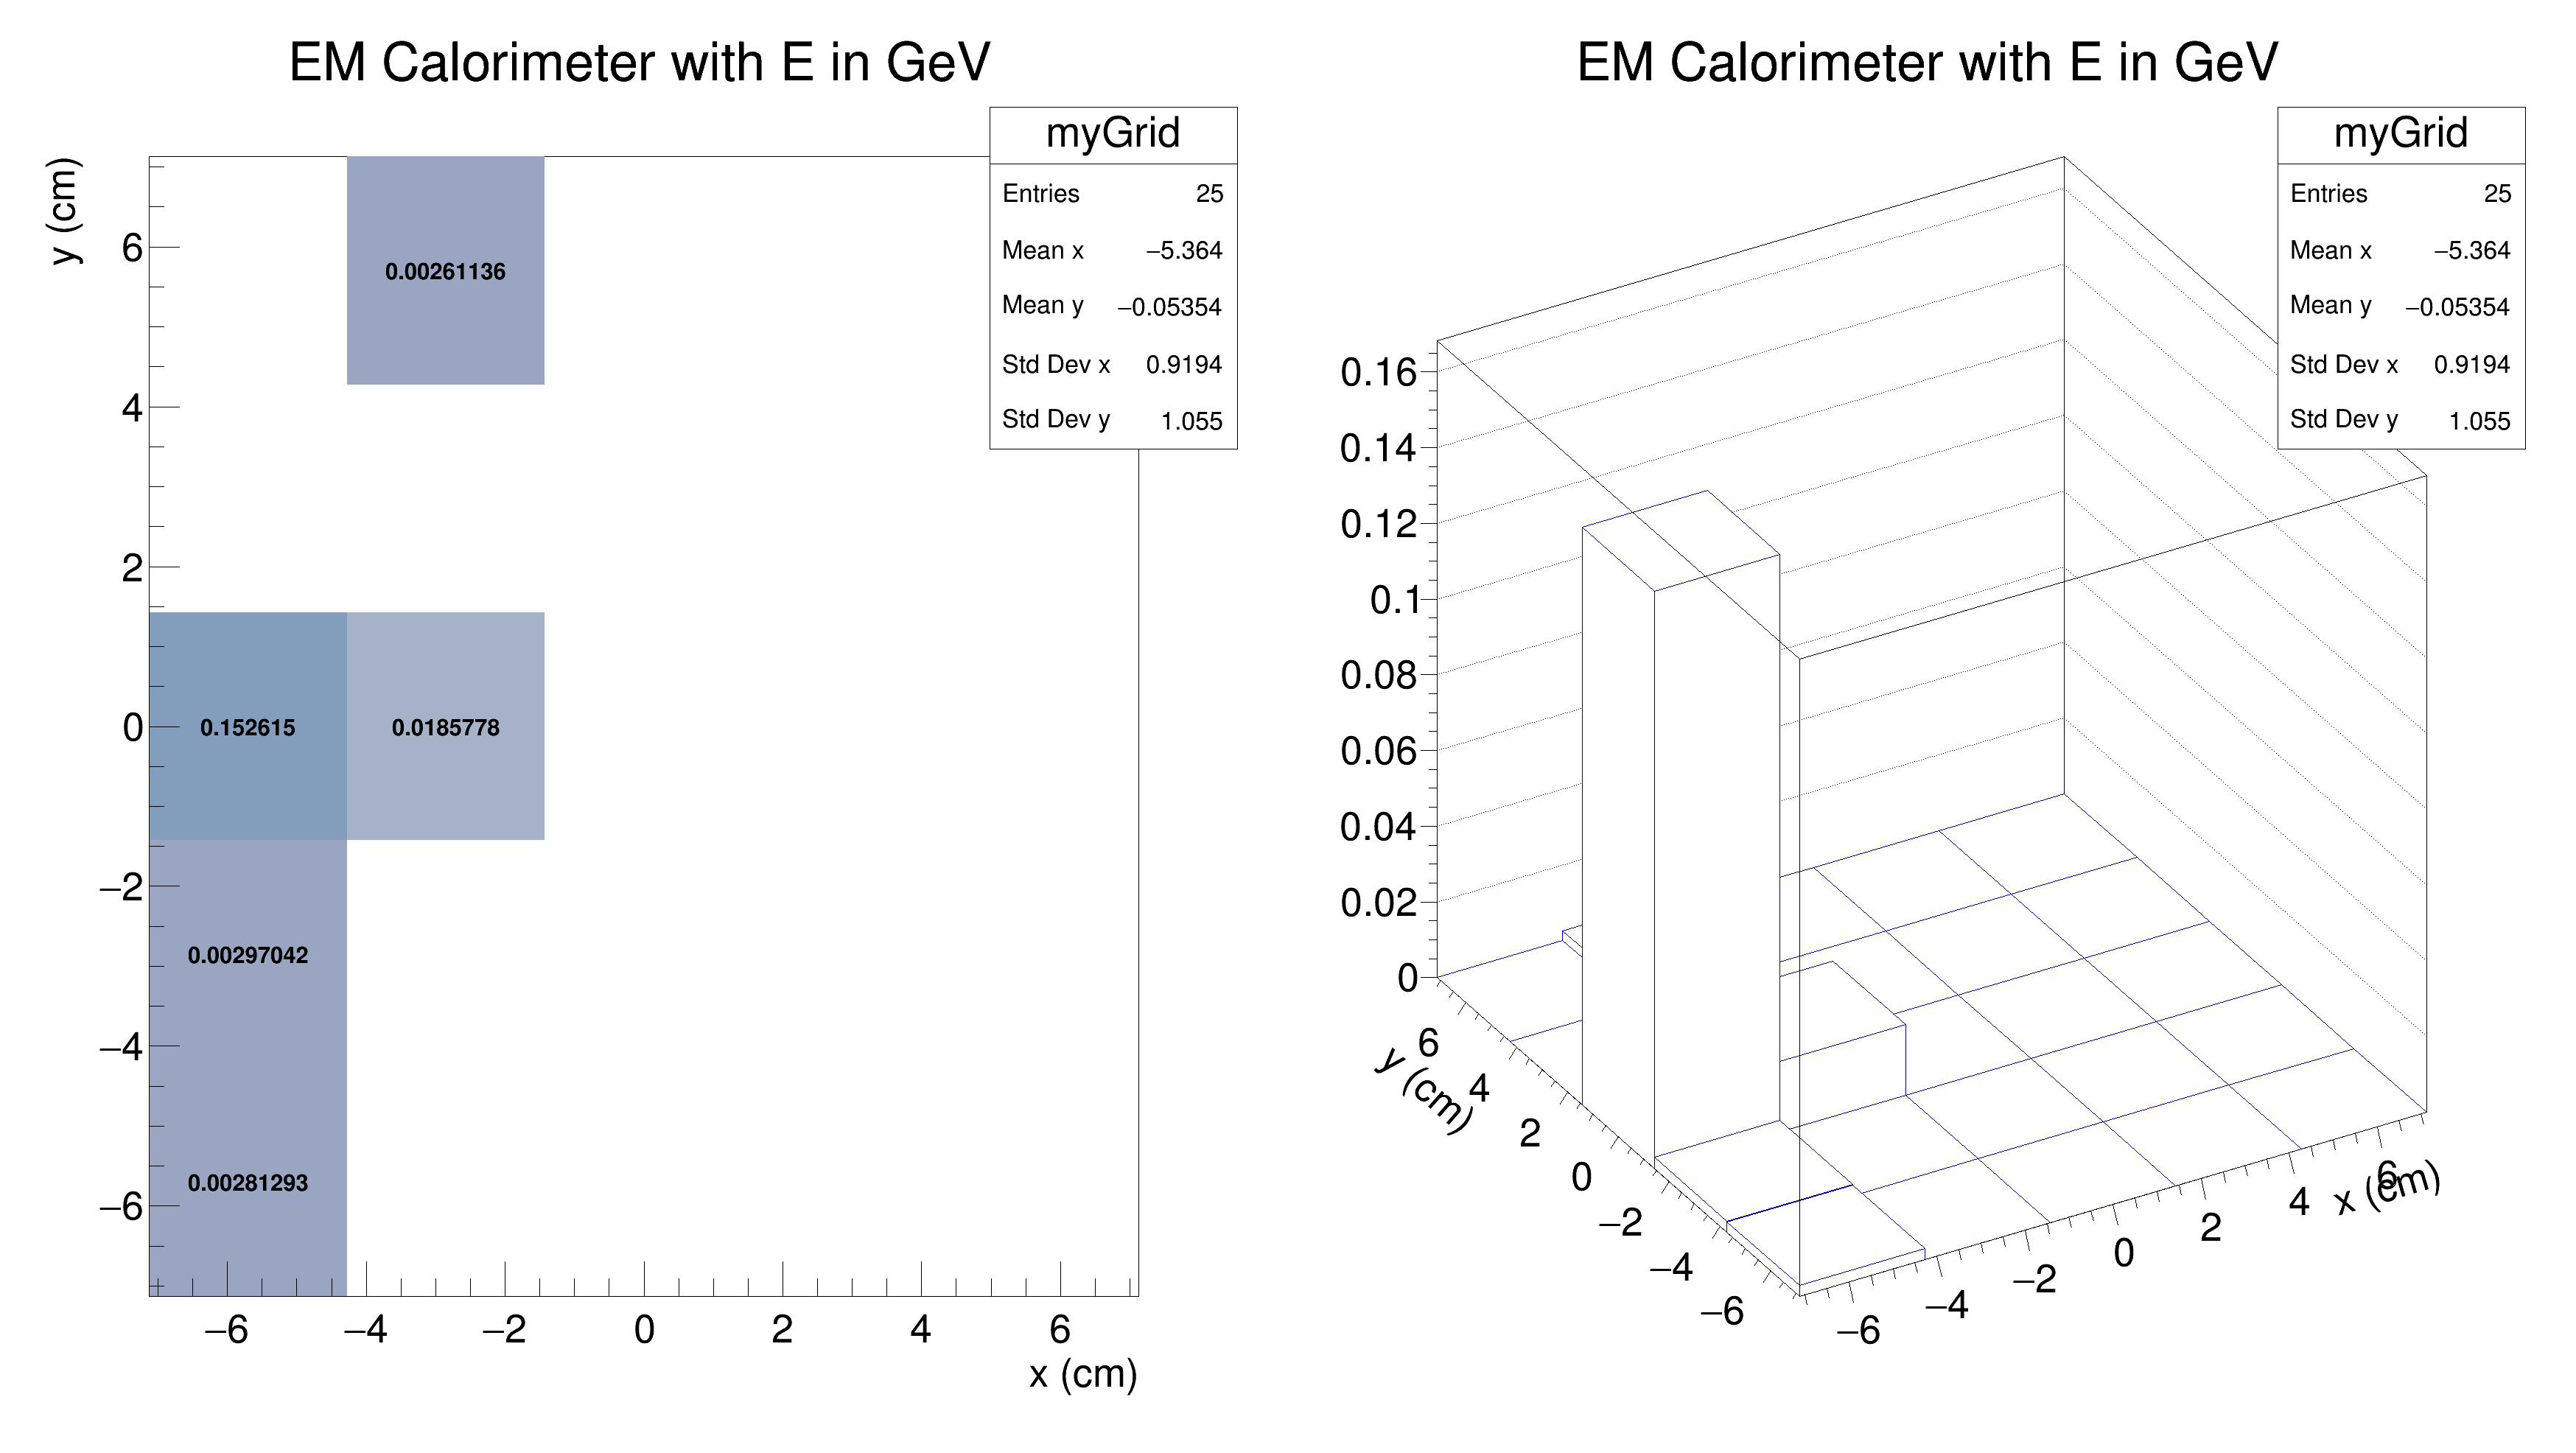 EM Calorimeter with E in GeV
myGrid
Entries 25
Mean x −5.364
Mean y −0.05354
Std Dev x 0.9194
Std Dev y 1.055
y (cm)
6
4
2
0
−2
−4
−6
0.00261136
0.152615 0.0185778
0.00297042
0.00281293
−6 −4 −2 0 2 4 6
x (cm)
EM Calorimeter with E in GeV
myGrid
Entries 25
Mean x −5.364
Mean y −0.05354
Std Dev x 0.9194
Std Dev y 1.055
0.16
0.14
0.12
0.1
0.08
0.06
0.04
0.02
0
6
4
2
0
−2
−4
−6
y (cm)
−6 −4 −2 0 2 4 6
x (cm)